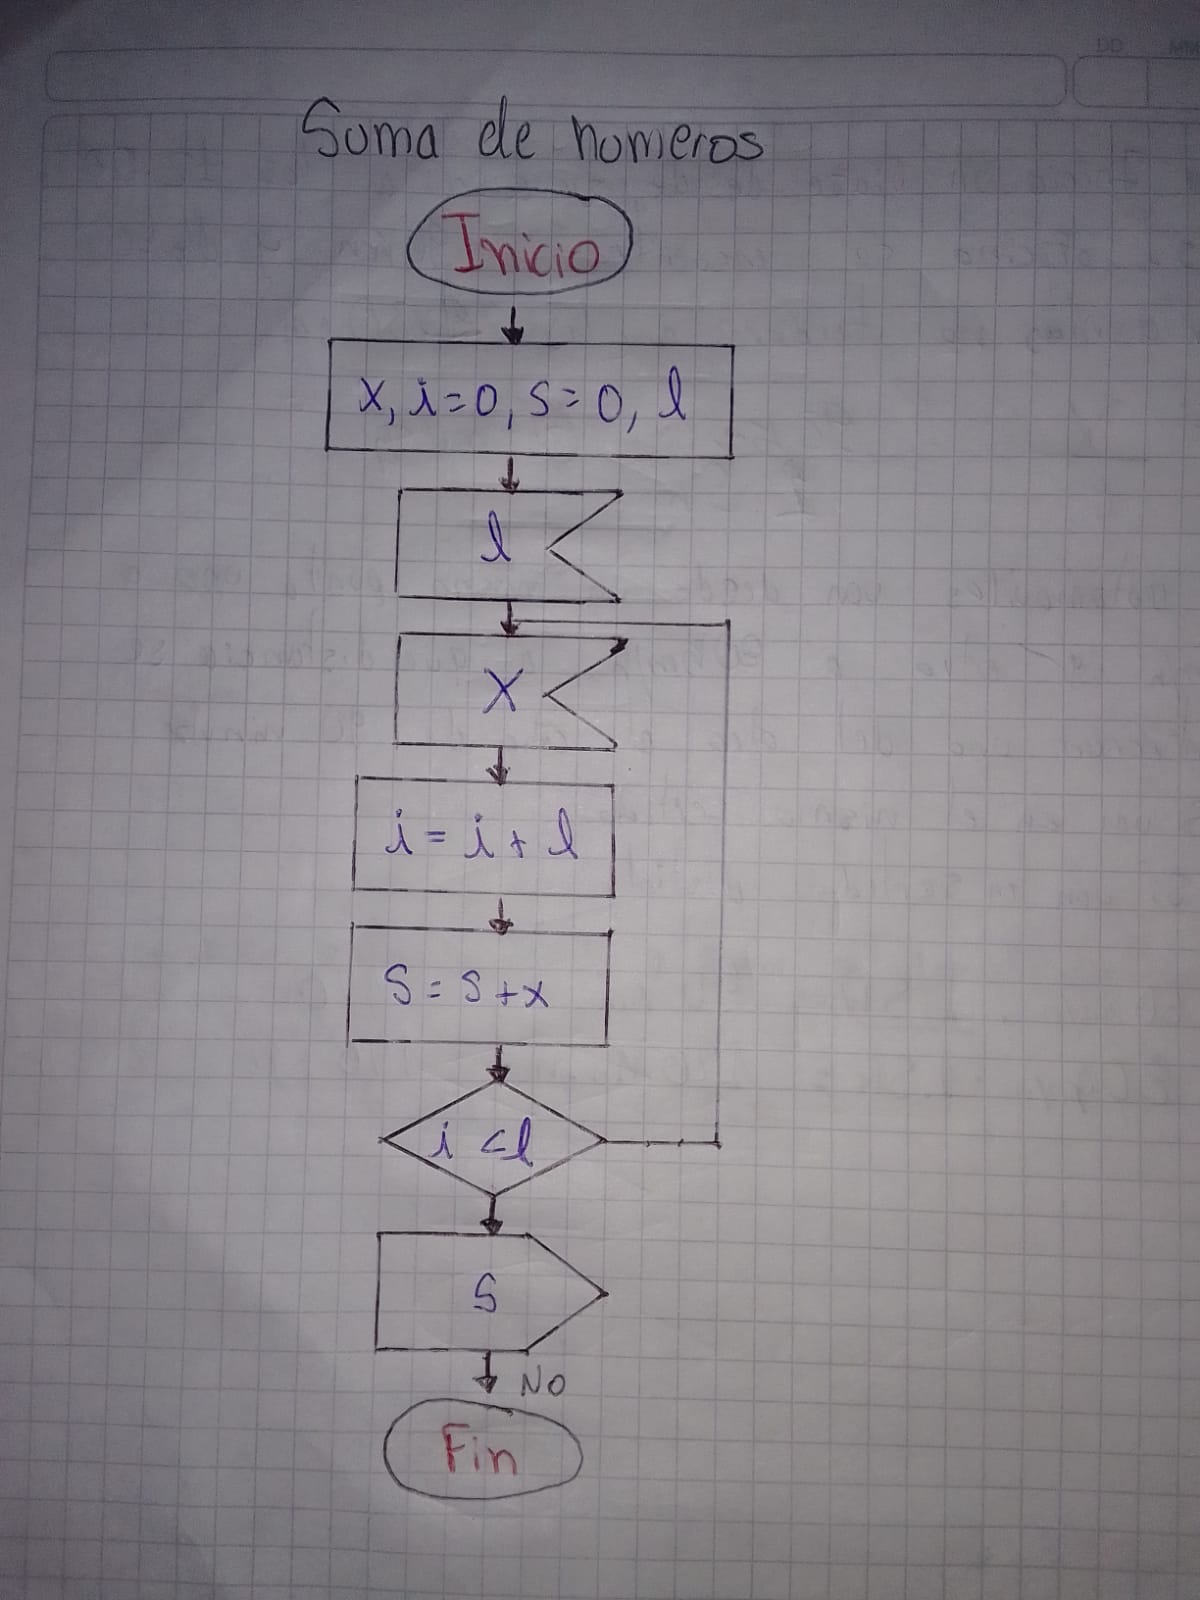 Suma de numeros
Inicio
x, i=0, s=0, l
l
X
i = i + l
S = S + x
i < l
S
NO
Fin